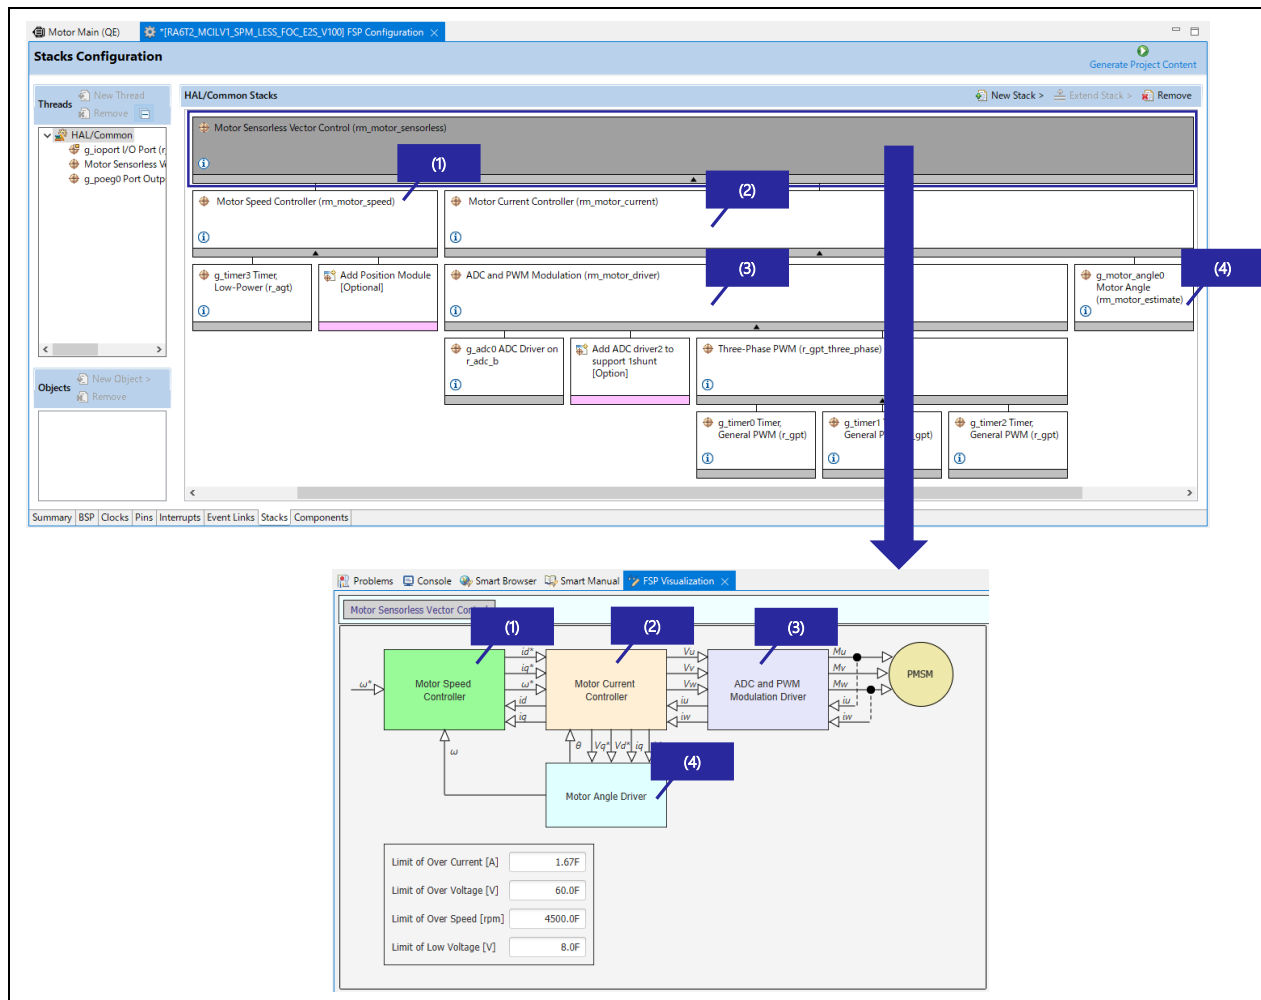 Motor Main (QE)
*[RA6T2_MCILV1_SPM_LESS_FOC_E2S_V100] FSP Configuration
Stacks Configuration
Generate Project Content
Threads
New Thread
Remove
HAL/Common
g_ioport I/O Port (r
Motor Sensorless V
g_poeg0 Port Outp
Objects
New Object >
Remove
HAL/Common Stacks
New Stack >
Extend Stack >
Remove
Motor Sensorless Vector Control (rm_motor_sensorless)
(1)
(2)
Motor Speed Controller (rm_motor_speed)
Motor Current Controller (rm_motor_current)
(3)
(4)
g_timer3 Timer,
Low-Power (r_agt)
Add Position Module
[Optional]
ADC and PWM Modulation (rm_motor_driver)
g_motor_angle0
Motor Angle
(rm_motor_estimate)
g_adc0 ADC Driver on
r_adc_b
Add ADC driver2 to
support 1shunt
[Option]
Three-Phase PWM (r_gpt_three_phase)
g_timer0 Timer,
General PWM (r_gpt)
g_timer1
General P gpt)
g_timer2 Timer,
General PWM (r_gpt)
Summary BSP Clocks Pins Interrupts Event Links Stacks Components
Problems Console Smart Browser Smart Manual FSP Visualization
Motor Sensorless Vector Con
(1)
(2)
(3)
ω*
Motor Speed
Controller
id*
iq*
ω*
id
iq
Motor Current
Controller
Vu
Vv
Vw
iu
iw
ADC and PWM
Modulation Driver
Mu
Mv
Mw
iu
iw
PMSM
ω
θ
Vq*
Vd*
iq
(4)
Motor Angle Driver
Limit of Over Current [A] 1.67F
Limit of Over Voltage [V] 60.0F
Limit of Over Speed [rpm] 4500.0F
Limit of Low Voltage [V] 8.0F